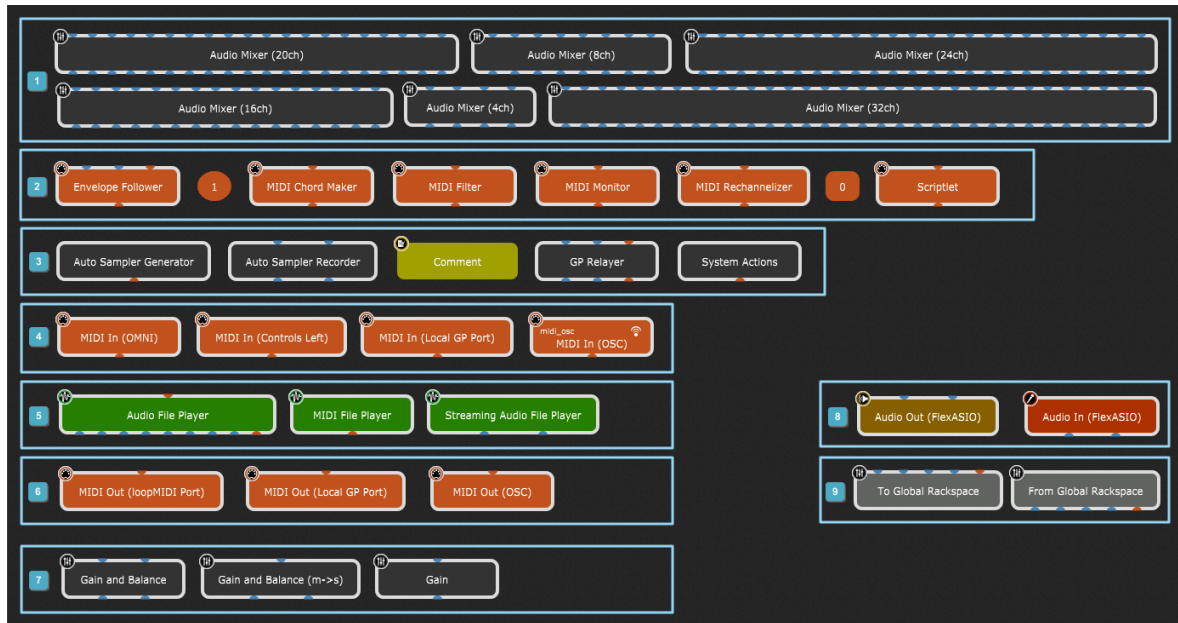 1
Audio Mixer (20ch)
Audio Mixer (8ch)
Audio Mixer (24ch)
Audio Mixer (16ch)
Audio Mixer (4ch)
Audio Mixer (32ch)
2
Envelope Follower
1
MIDI Chord Maker
MIDI Filter
MIDI Monitor
MIDI Rechannelizer
0
Scriptlet
3
Auto Sampler Generator
Auto Sampler Recorder
Comment
GP Relayer
System Actions
4
MIDI In (OMNI)
MIDI In (Controls Left)
MIDI In (Local GP Port)
midi_osc
MIDI In (OSC)
5
Audio File Player
MIDI File Player
Streaming Audio File Player
8
Audio Out (FlexASIO)
Audio In (FlexASIO)
6
MIDI Out (loopMIDI Port)
MIDI Out (Local GP Port)
MIDI Out (OSC)
9
To Global Rackspace
From Global Rackspace
7
Gain and Balance
Gain and Balance (m->s)
Gain